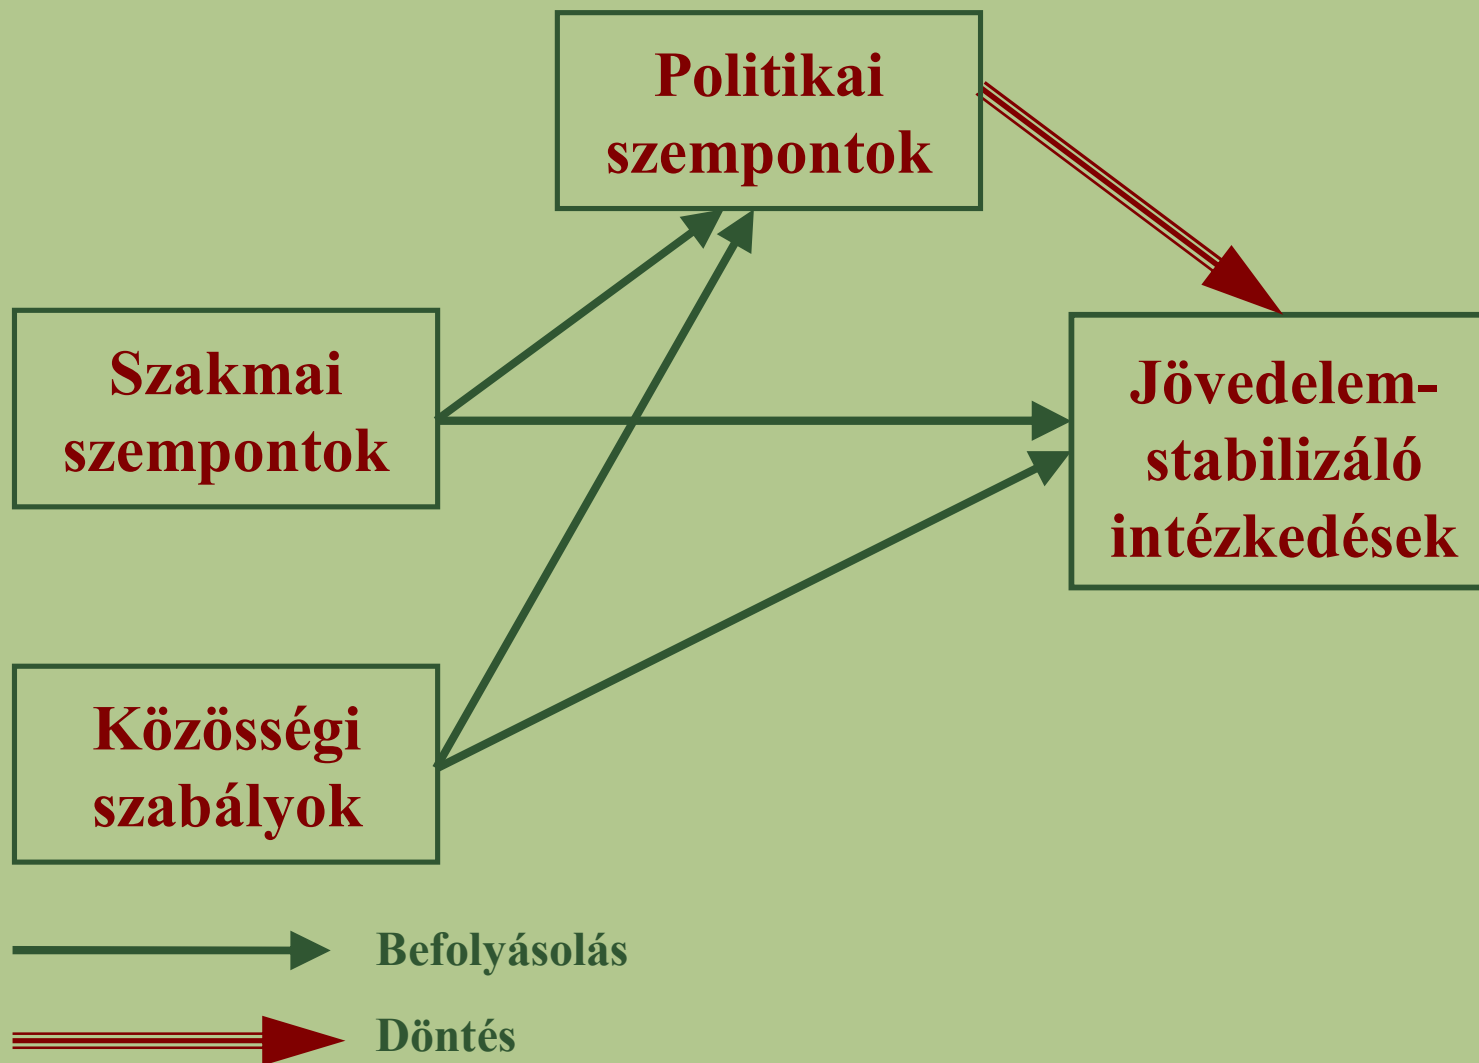 Politikai
szempontok
Szakmai
szempontok
Jövedelem-
stabilizáló
intézkedések
Közösségi
szabályok
Befolyásolás
Döntés